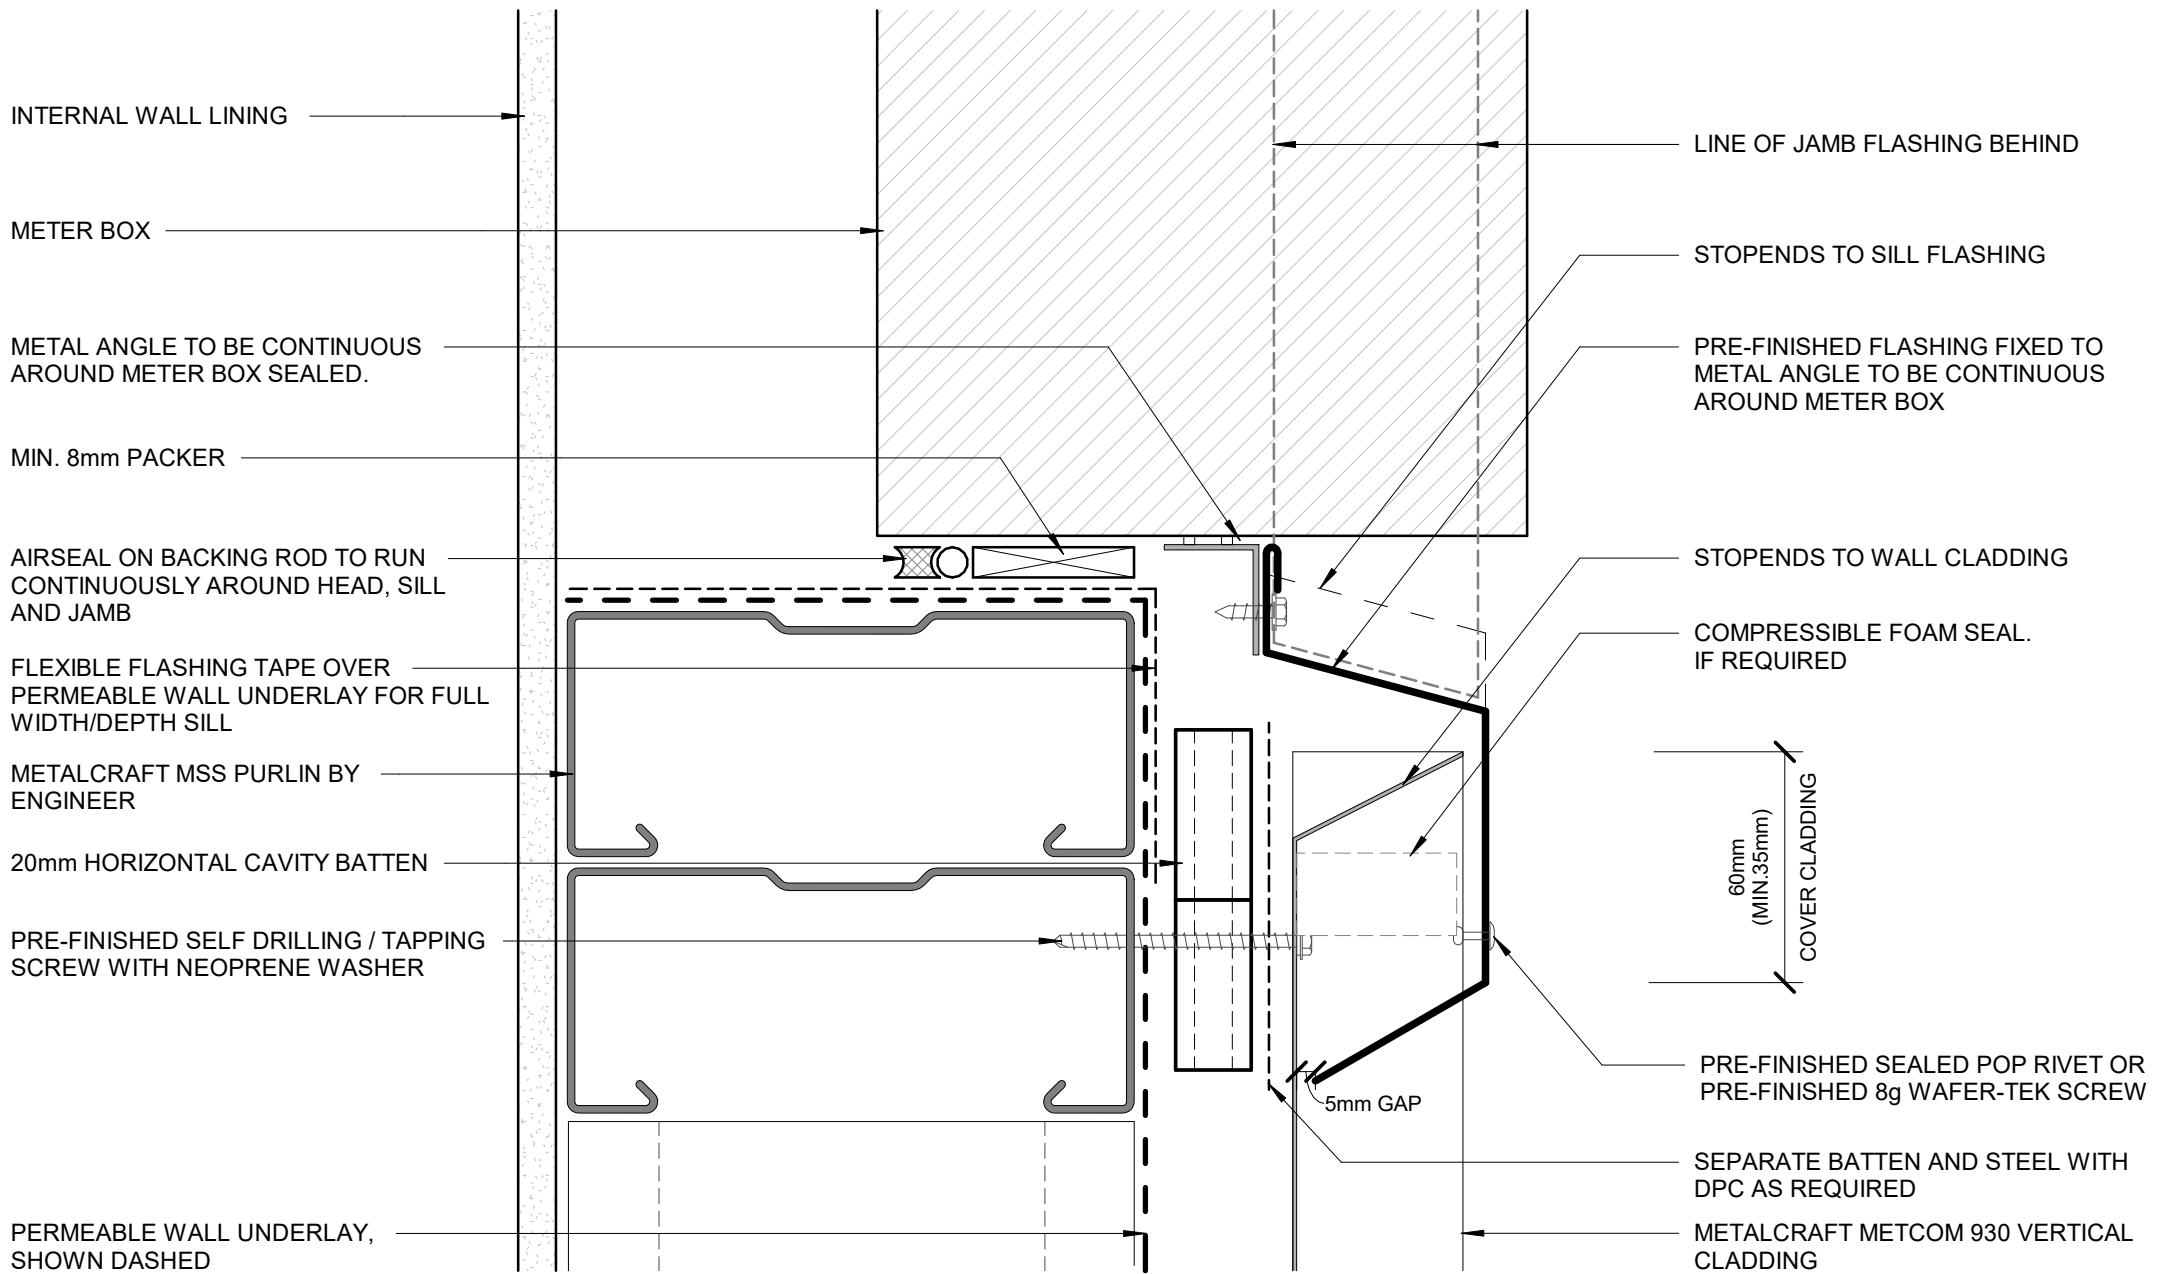 INTERNAL WALL LINING
METER BOX
METAL ANGLE TO BE CONTINUOUS
AROUND METER BOX SEALED.
MIN. 8mm PACKER
AIRSEAL ON BACKING ROD TO RUN
CONTINUOUSLY AROUND HEAD, SILL
AND JAMB
FLEXIBLE FLASHING TAPE OVER
PERMEABLE WALL UNDERLAY FOR FULL
WIDTH/DEPTH SILL
METALCRAFT MSS PURLIN BY
ENGINEER
20mm HORIZONTAL CAVITY BATTEN
PRE-FINISHED SELF DRILLING / TAPPING
SCREW WITH NEOPRENE WASHER
PERMEABLE WALL UNDERLAY,
SHOWN DASHED
LINE OF JAMB FLASHING BEHIND
STOPENDS TO SILL FLASHING
PRE-FINISHED FLASHING FIXED TO
METAL ANGLE TO BE CONTINUOUS
AROUND METER BOX
STOPENDS TO WALL CLADDING
COMPRESSIBLE FOAM SEAL.
IF REQUIRED
60mm
(MIN.35mm)
COVER CLADDING
5mm GAP
PRE-FINISHED SEALED POP RIVET OR
PRE-FINISHED 8g WAFER-TEK SCREW
SEPARATE BATTEN AND STEEL WITH
DPC AS REQUIRED
METALCRAFT METCOM 930 VERTICAL
CLADDING